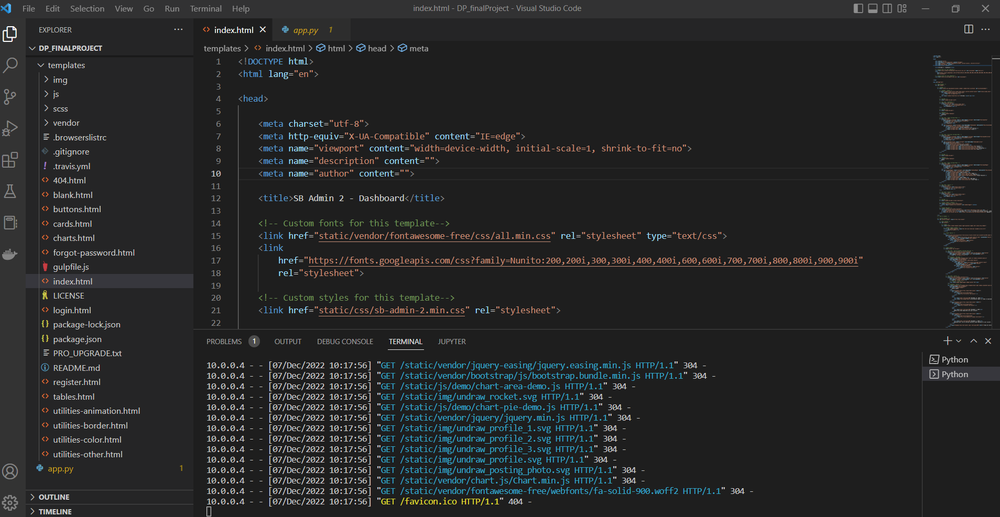 File Edit Selection View Go Run Terminal Help
index.html - DP_finalProject - Visual Studio Code
EXPLORER
DP_FINALPROJECT
templates
img
js
scss
vendor
.browserslistrc
.gitignore
.travis.yml
404.html
blank.html
buttons.html
cards.html
charts.html
forgot-password.html
gulpfile.js
index.html
LICENSE
login.html
package-lock.json
package.json
PRO_UPGRADE.txt
README.md
register.html
tables.html
utilities-animation.html
utilities-border.html
utilities-color.html
utilities-other.html
app.py 1
OUTLINE
TIMELINE
index.html app.py 1
templates > index.html > html > head > meta
1 <!DOCTYPE html>
2 <html lang="en">
3
4 <head>
5
6 <meta charset="utf-8">
7 <meta http-equiv="X-UA-Compatible" content="IE=edge">
8 <meta name="viewport" content="width=device-width, initial-scale=1, shrink-to-fit=no">
9 <meta name="description" content="">
10 <meta name="author" content="">
11
12 <title>SB Admin 2 - Dashboard</title>
13
14 <!-- Custom fonts for this template-->
15 <link href="static/vendor/fontawesome-free/css/all.min.css" rel="stylesheet" type="text/css">
16 <link
17 href="https://fonts.googleapis.com/css?family=Nunito:200,200i,300,300i,400,400i,600,600i,700,700i,800,800i,900,900i"
18 rel="stylesheet">
19
20 <!-- Custom styles for this template-->
21 <link href="static/css/sb-admin-2.min.css" rel="stylesheet">
22
PROBLEMS 1 OUTPUT DEBUG CONSOLE TERMINAL JUPYTER
10.0.0.4 - - [07/Dec/2022 10:17:56] "GET /static/vendor/jquery-easing/jquery.easing.min.js HTTP/1.1" 304 -
10.0.0.4 - - [07/Dec/2022 10:17:56] "GET /static/vendor/bootstrap/js/bootstrap.bundle.min.js HTTP/1.1" 304 -
10.0.0.4 - - [07/Dec/2022 10:17:56] "GET /static/js/demo/chart-area-demo.js HTTP/1.1" 304 -
10.0.0.4 - - [07/Dec/2022 10:17:56] "GET /static/img/undraw_rocket.svg HTTP/1.1" 304 -
10.0.0.4 - - [07/Dec/2022 10:17:56] "GET /static/js/demo/chart-pie-demo.js HTTP/1.1" 304 -
10.0.0.4 - - [07/Dec/2022 10:17:56] "GET /static/vendor/jquery/jquery.min.js HTTP/1.1" 304 -
10.0.0.4 - - [07/Dec/2022 10:17:56] "GET /static/img/undraw_profile_1.svg HTTP/1.1" 304 -
10.0.0.4 - - [07/Dec/2022 10:17:56] "GET /static/img/undraw_profile_2.svg HTTP/1.1" 304 -
10.0.0.4 - - [07/Dec/2022 10:17:56] "GET /static/img/undraw_profile_3.svg HTTP/1.1" 304 -
10.0.0.4 - - [07/Dec/2022 10:17:56] "GET /static/img/undraw_profile.svg HTTP/1.1" 304 -
10.0.0.4 - - [07/Dec/2022 10:17:56] "GET /static/img/undraw_posting_photo.svg HTTP/1.1" 304 -
10.0.0.4 - - [07/Dec/2022 10:17:56] "GET /static/vendor/chart.js/Chart.min.js HTTP/1.1" 304 -
10.0.0.4 - - [07/Dec/2022 10:17:56] "GET /static/vendor/fontawesome-free/webfonts/fa-solid-900.woff2 HTTP/1.1" 304 -
10.0.0.4 - - [07/Dec/2022 10:17:56] "GET /favicon.ico HTTP/1.1" 404 -
Python
Python